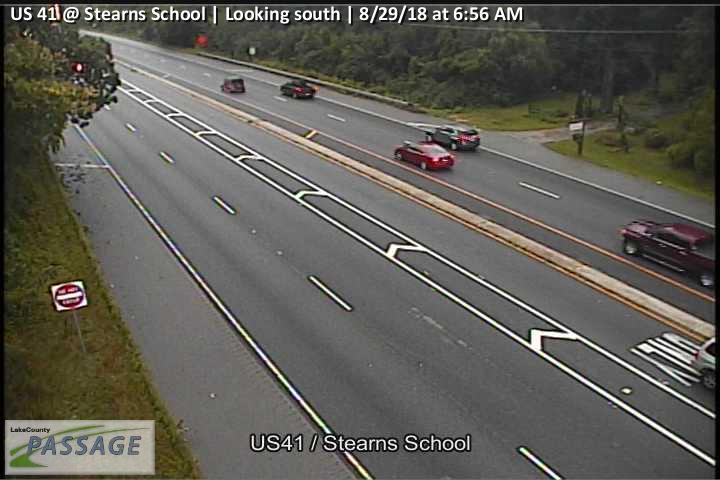 US 41 @ Stearns School | Looking south | 8/29/18 at 6:56 AM
DO NOT
ENTER
LakeCounty
PASSAGE
US41 / Stearns School